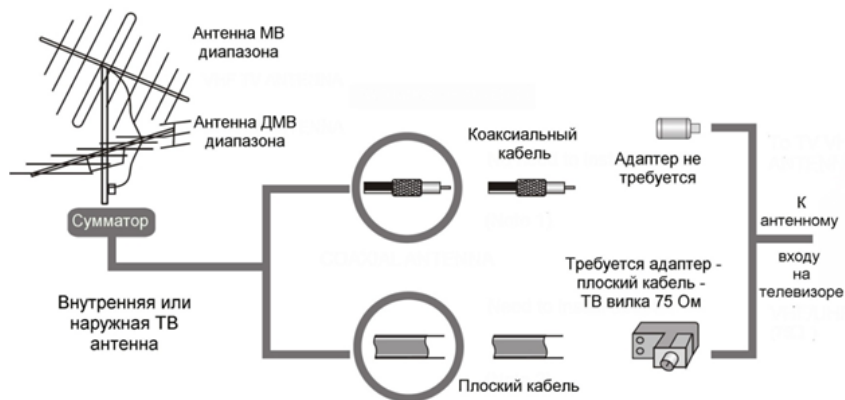 Антенна МВ
диапазона
Антенна ДМВ
диапазона
Сумматор
Внутренняя или
наружная ТВ
антенна
Коаксиальный
кабель
Адаптер не
требуется
Требуется адаптер -
плоский кабель -
ТВ вилка 75 Ом
Плоский кабель
К
антенному
входу
на
телевизоре